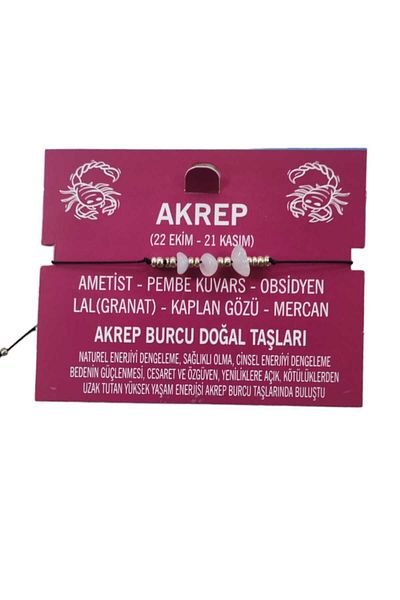 AKREP
(22 EKİM - 21 KASIM)
AMETİST - PEMBE KUVARS - OBSİDYEN
LAL(GRANAT) - KAPLAN GÖZÜ - MERCAN
AKREP BURCU DOĞAL TAŞLARI
NATUREL ENERJİYİ DENGELEME, SAĞLIKLI OLMA, CİNSEL ENERJİYİ DENGELEME
BEDENİN GÜÇLENMESİ, CESARET VE ÖZGÜVEN, YENİLİKLERE AÇIK, KÖTÜLÜKLERDEN
UZAK TUTAN YÜKSEK YAŞAM ENERJİSİ AKREP BURCU TAŞLARINDA BULUŞTU